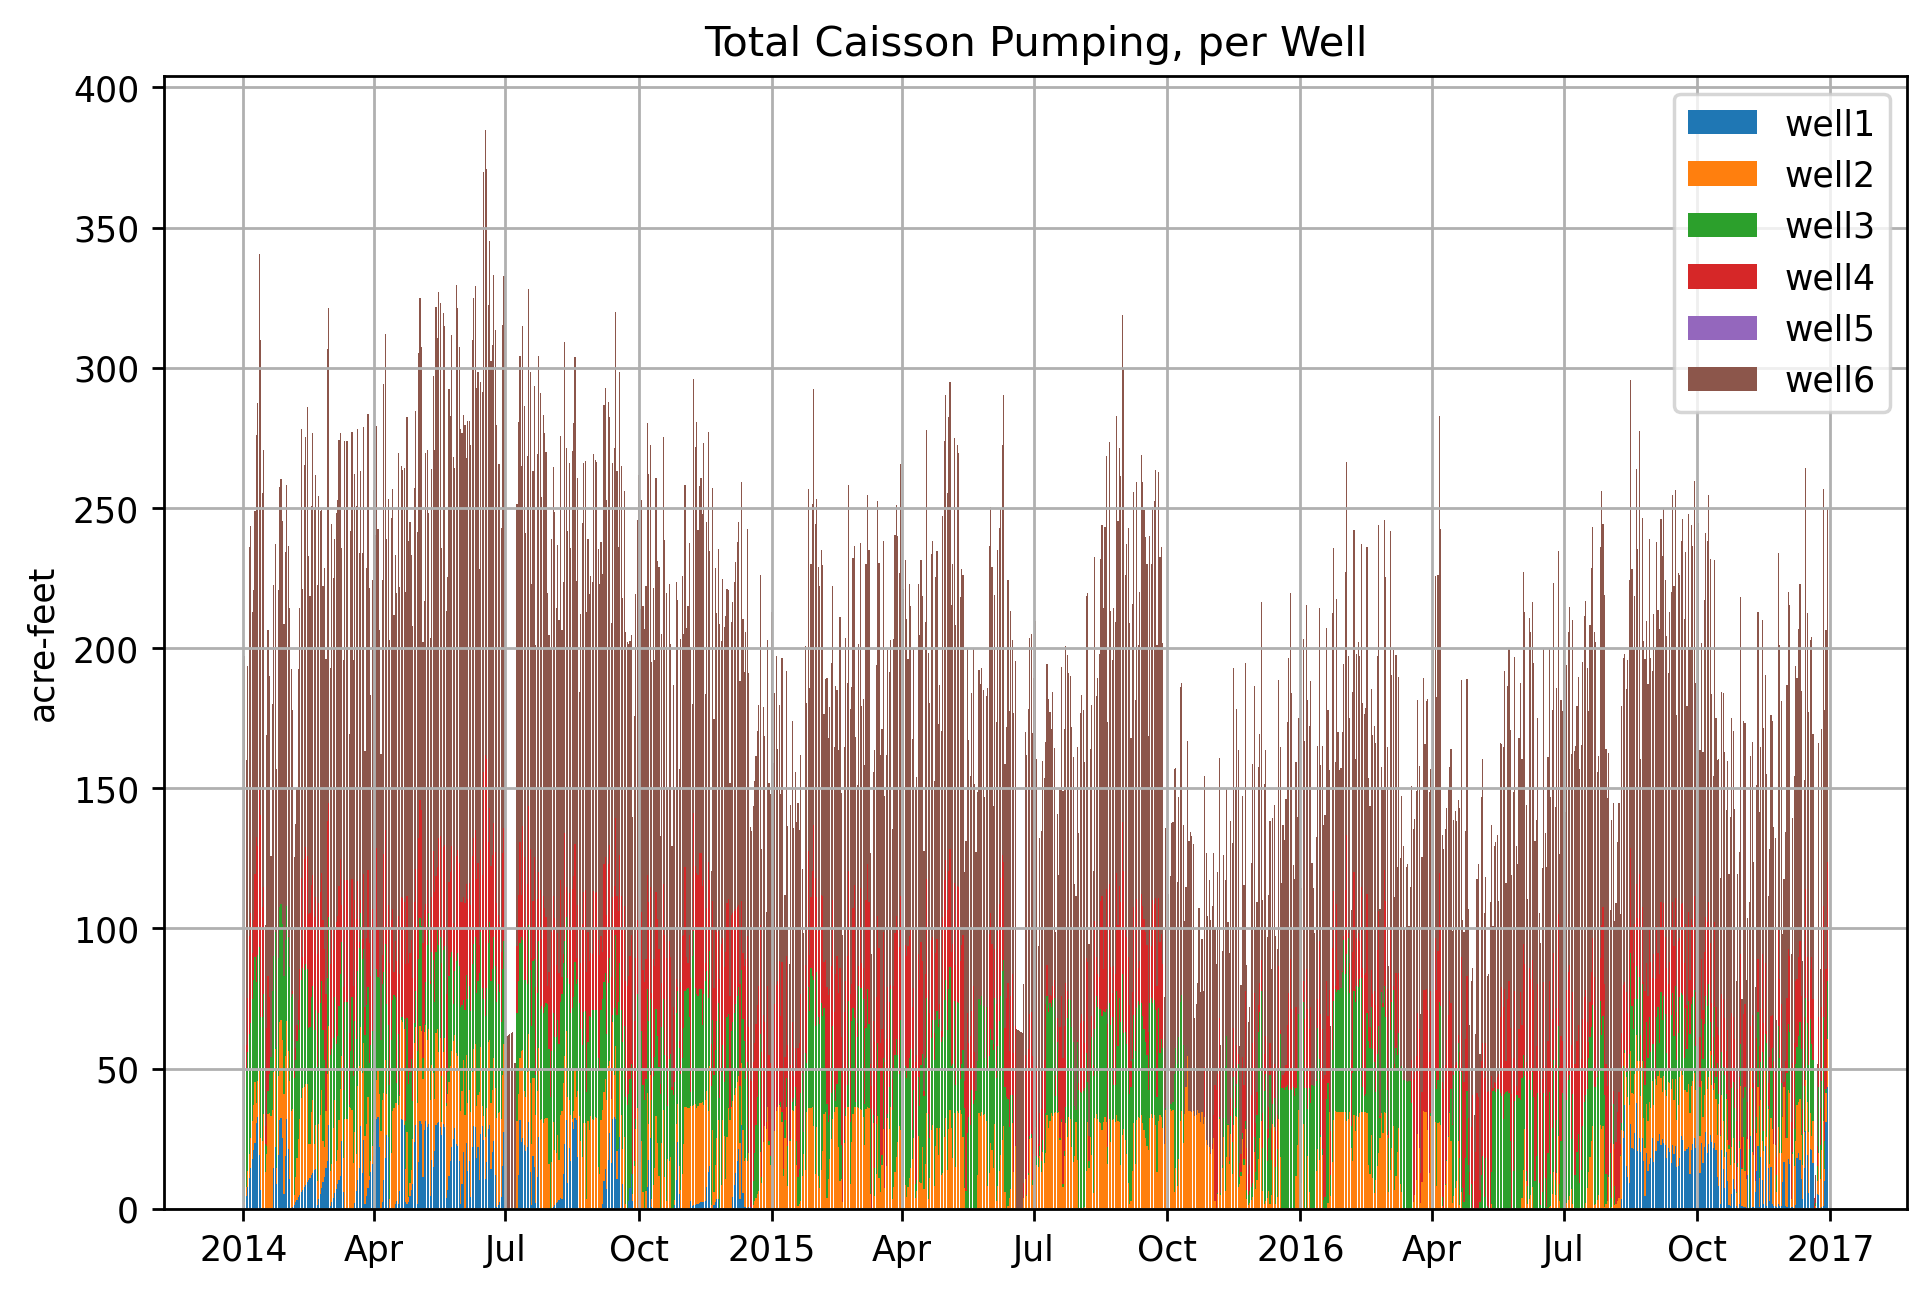 Total Caisson Pumping, per Well
400
350
300
250
200
150
100
50
0
acre-feet
well1
well2
well3
well4
well5
well6
2014 Apr Jul Oct 2015 Apr Jul Oct 2016 Apr Jul Oct 2017